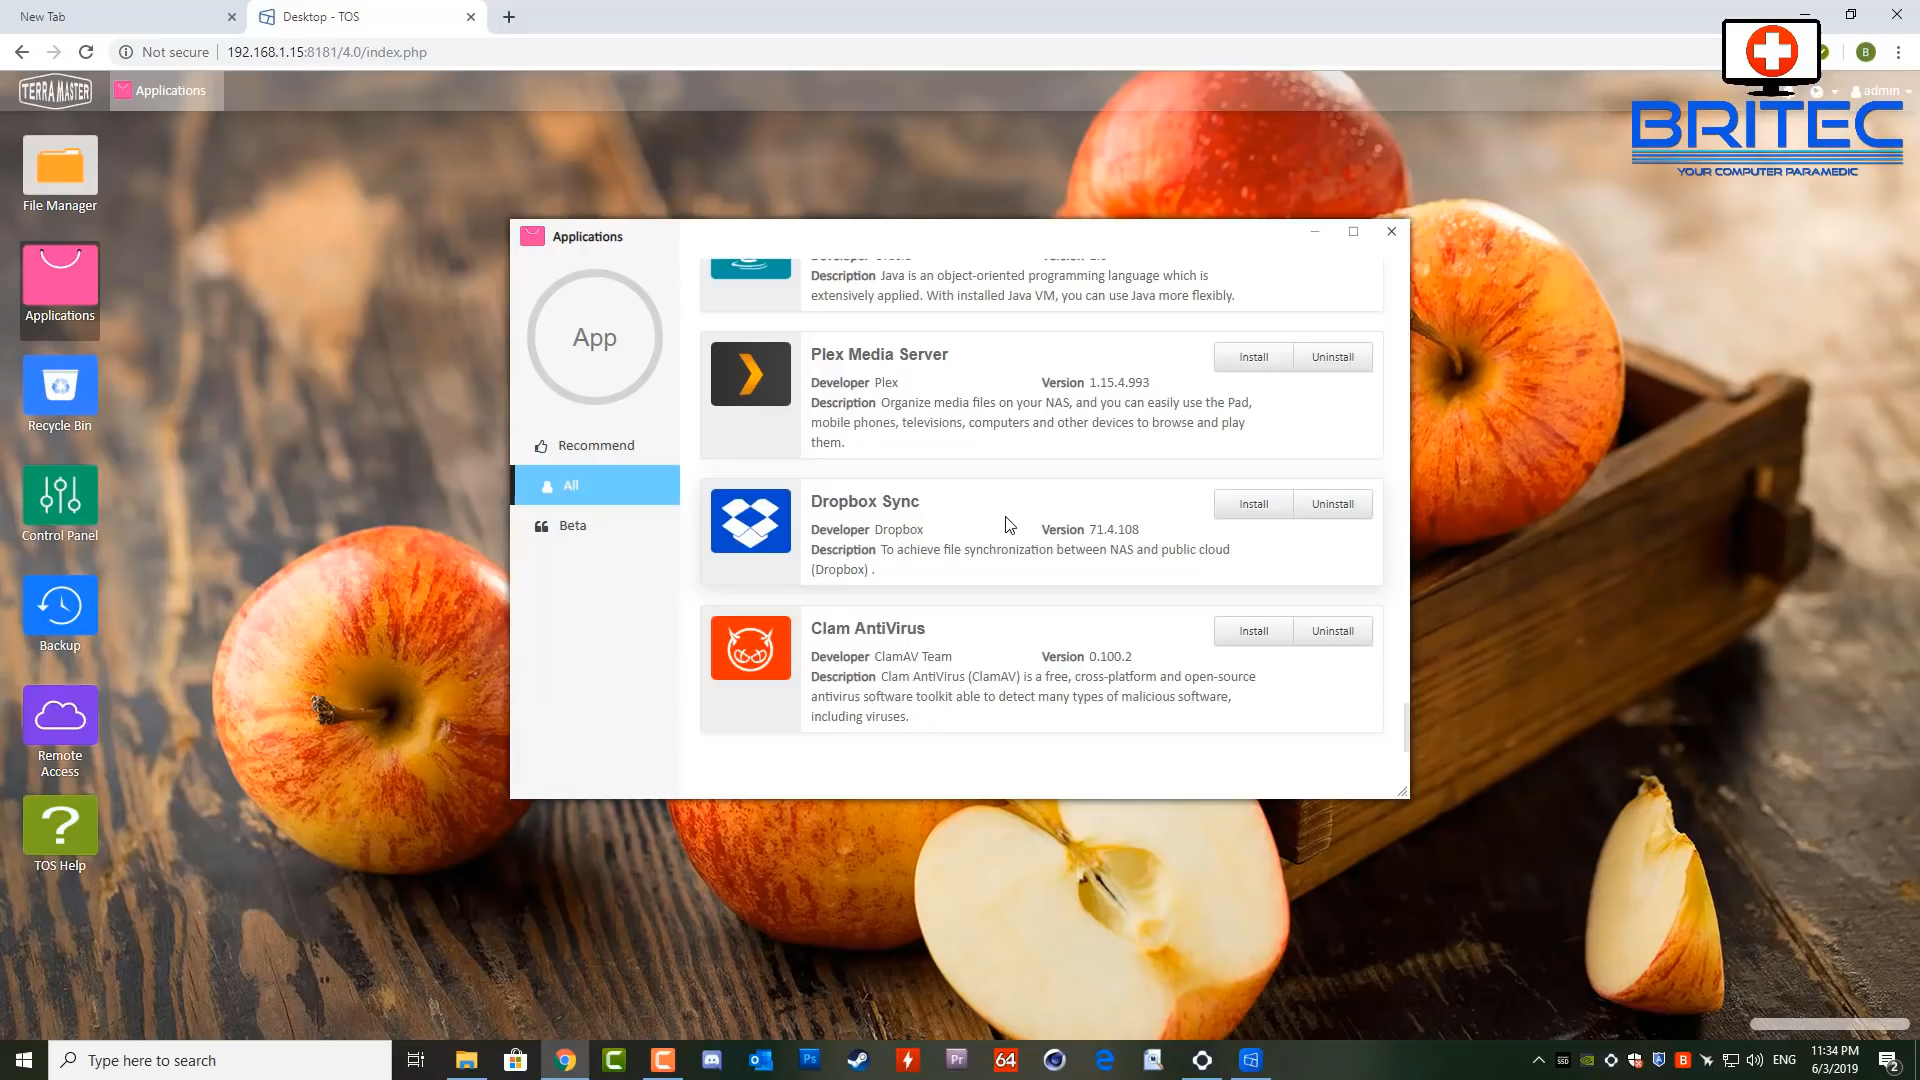 New Tab
Desktop - TOS
Not secure
192.168.1.15:8181/4.0/index.php
B
TERRA MASTER
Applications
admin
BRITEC
YOUR COMPUTER PARAMEDIC
File Manager
Applications
Recycle Bin
Control Panel
Backup
Remote
Access
TOS Help
Applications
App
Recommend
All
Beta
Description Java is an object-oriented programming language which is
extensively applied. With installed Java VM, you can use Java more flexibly.
Plex Media Server
Install
Uninstall
Developer Plex
Version 1.15.4.993
Description Organize media files on your NAS, and you can easily use the Pad,
mobile phones, televisions, computers and other devices to browse and play
them.
Dropbox Sync
Install
Uninstall
Developer Dropbox
Version 71.4.108
Description To achieve file synchronization between NAS and public cloud
(Dropbox) .
Clam AntiVirus
Install
Uninstall
Developer ClamAV Team
Version 0.100.2
Description Clam AntiVirus (ClamAV) is a free, cross-platform and open-source
antivirus software toolkit able to detect many types of malicious software,
including viruses.
Type here to search
Ps
Pr
64
SSD
B
ENG
11:34 PM
6/3/2019
2